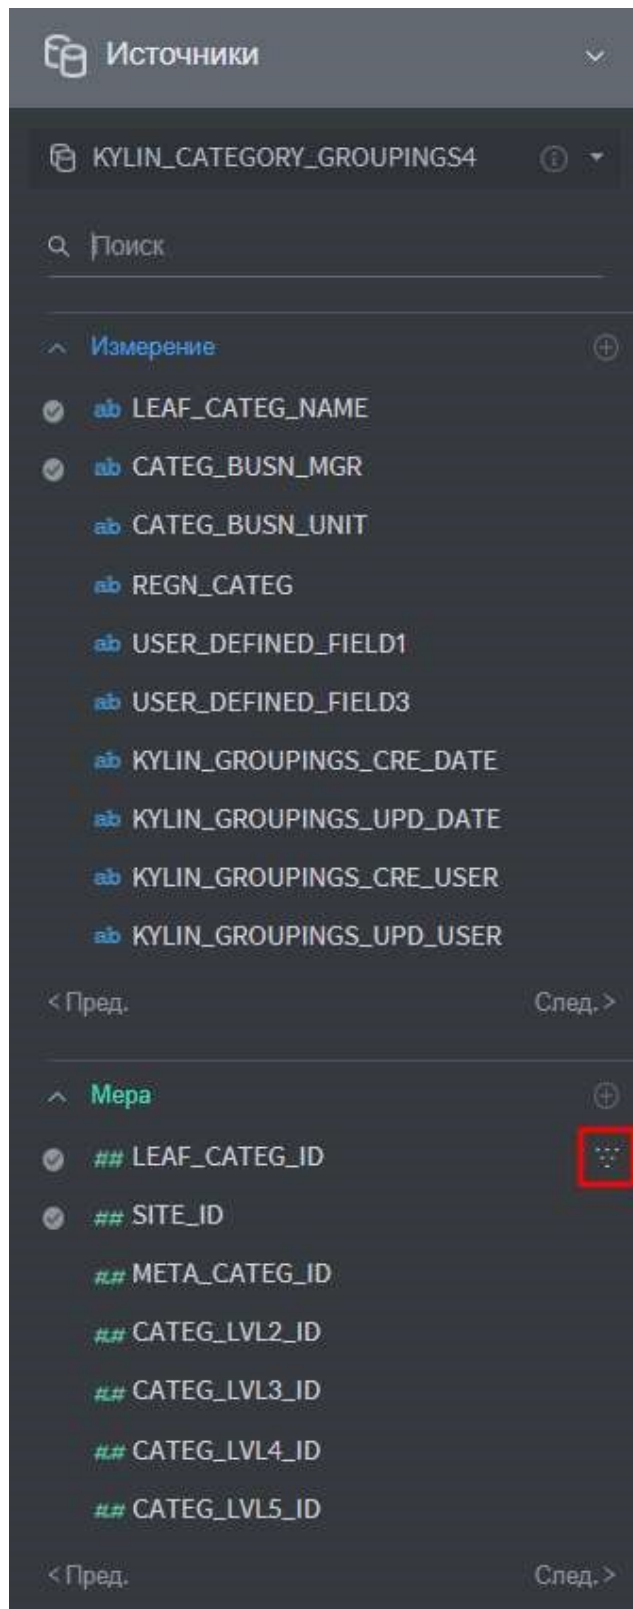 Источники
KYLIN_CATEGORY_GROUPINGS4
Поиск
Измерение
ab LEAF_CATEG_NAME
ab CATEG_BUSN_MGR
ab CATEG_BUSN_UNIT
ab REGN_CATEG
ab USER_DEFINED_FIELD1
ab USER_DEFINED_FIELD3
ab KYLIN_GROUPINGS_CRE_DATE
ab KYLIN_GROUPINGS_UPD_DATE
ab KYLIN_GROUPINGS_CRE_USER
ab KYLIN_GROUPINGS_UPD_USER
<Пред. След.>
Мера
## LEAF_CATEG_ID
## SITE_ID
#.# META_CATEG_ID
#.# CATEG_LVL2_ID
#.# CATEG_LVL3_ID
#.# CATEG_LVL4_ID
#.# CATEG_LVL5_ID
<Пред. След.>